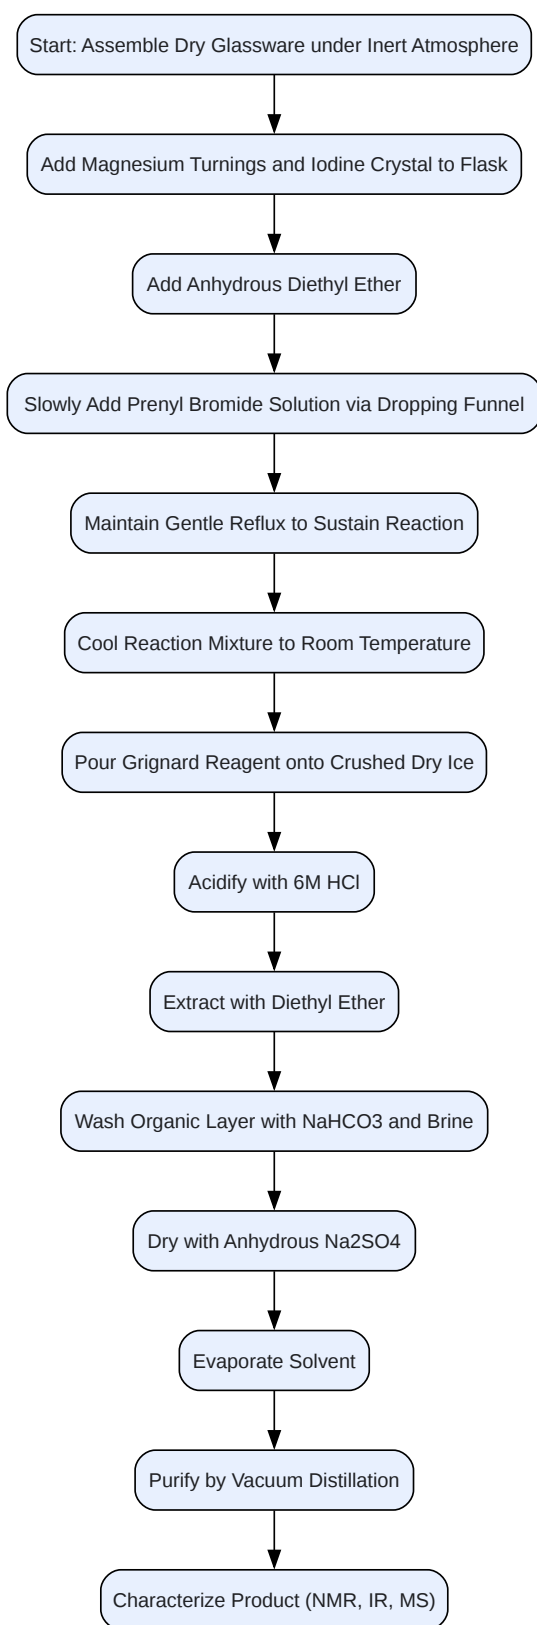 Start: Assemble Dry Glassware under Inert Atmosphere
Add Magnesium Turnings and Iodine Crystal to Flask
Add Anhydrous Diethyl Ether
Slowly Add Prenyl Bromide Solution via Dropping Funnel
Maintain Gentle Reflux to Sustain Reaction
Cool Reaction Mixture to Room Temperature
Pour Grignard Reagent onto Crushed Dry Ice
Acidify with 6M HCl
Extract with Diethyl Ether
Wash Organic Layer with NaHCO3 and Brine
Dry with Anhydrous Na2SO4
Evaporate Solvent
Purify by Vacuum Distillation
Characterize Product (NMR, IR, MS)